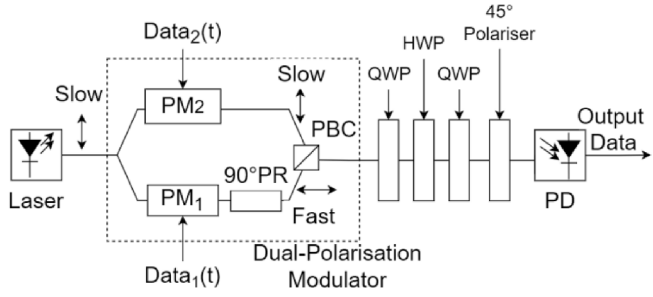 45°
Polariser
HWP
QWP
QWP
Data₂(t)
Slow
Slow
PM₂
PBC
Output
Data
90°PR
PM₁
Fast
Laser
PD
Dual-Polarisation
Modulator
Data₁(t)